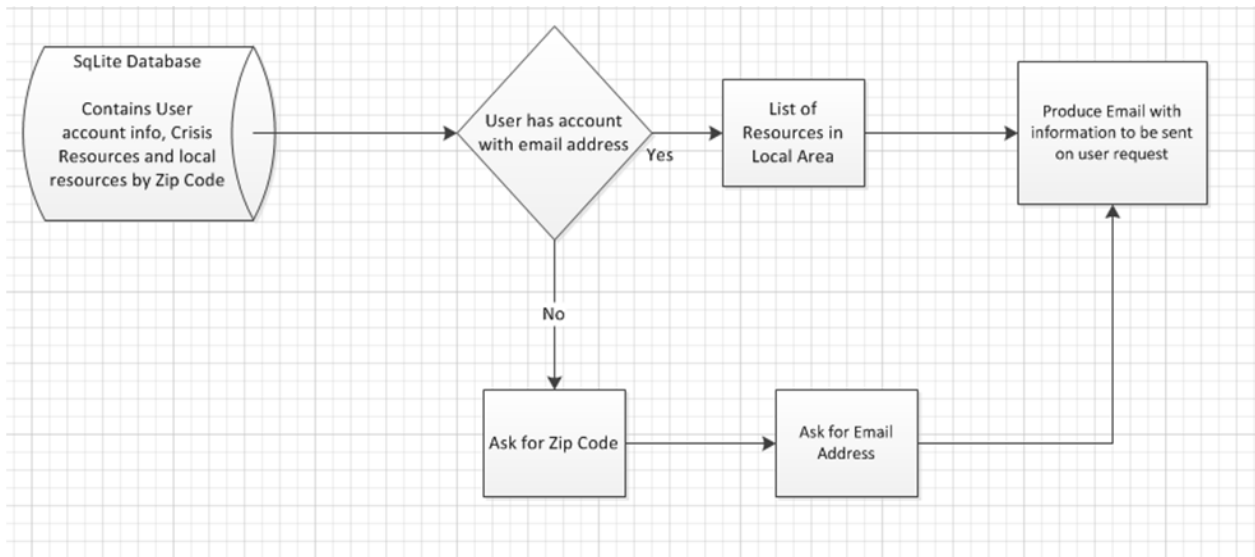 SqLite Database
Contains User
account info, Crisis
Resources and local
resources by Zip Code
User has account
with email address
Yes
List of
Resources in
Local Area
Produce Email with
information to be sent
on user request
No
Ask for Zip Code
Ask for Email
Address